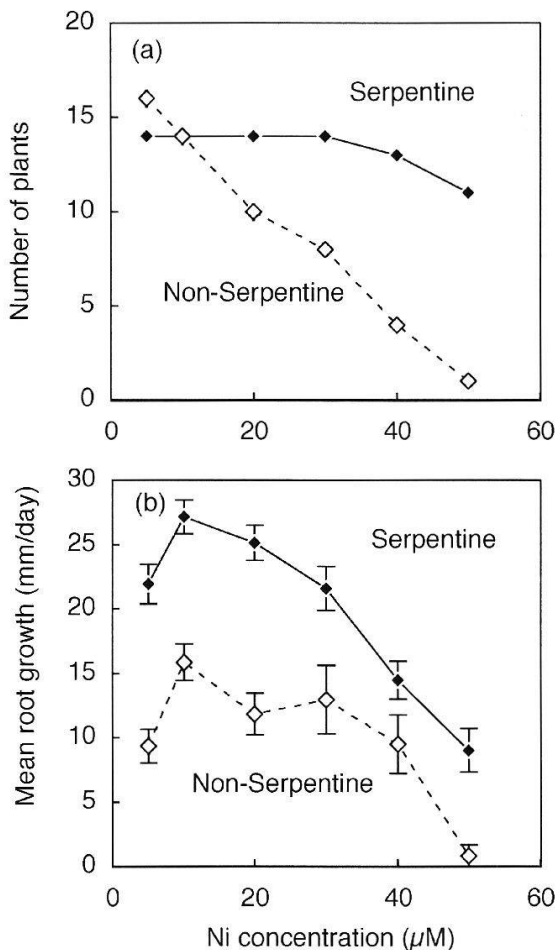 20
(a)
Serpentine
15
10
Number of plants
Non-Serpentine
5
0
0 20 40 60
30
(b)
Serpentine
25
20
15
Mean root growth (mm/day)
10
Non-Serpentine
5
0
0 20 40 60
Ni concentration (μM)